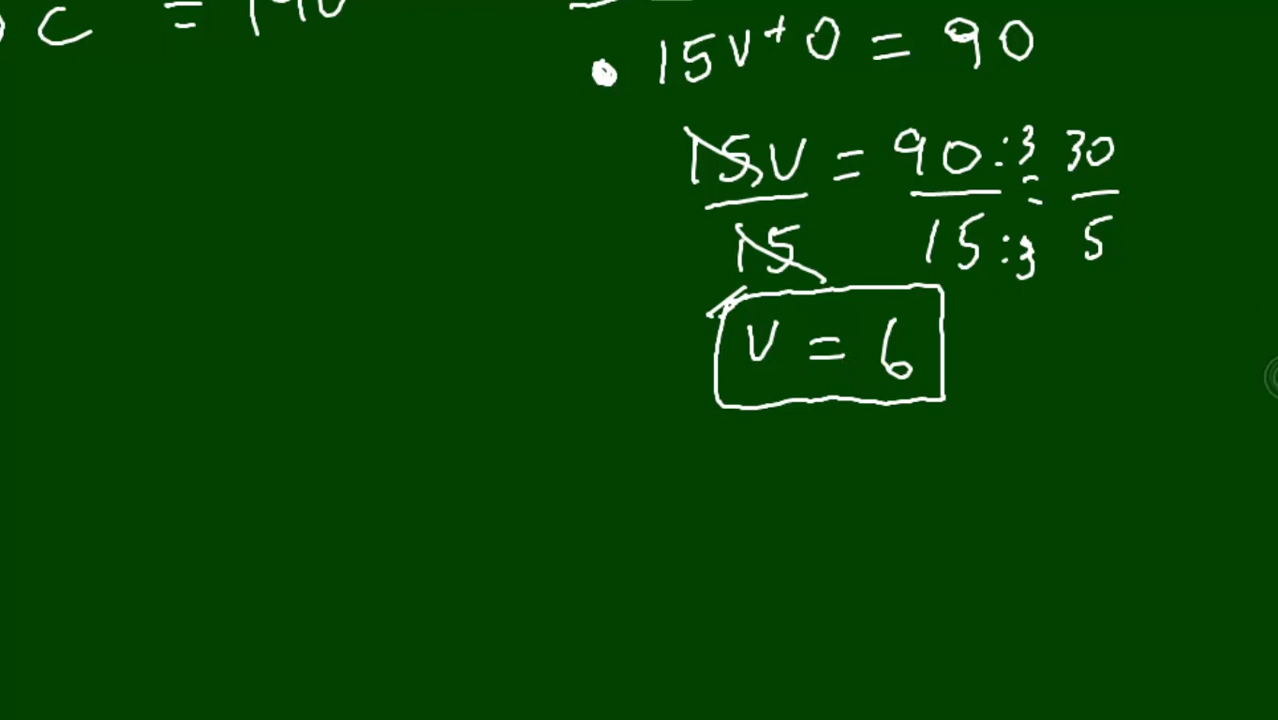 C =
15V + 0 = 90
15V = 90 :3 = 30
15 15 :3 5
V = 6